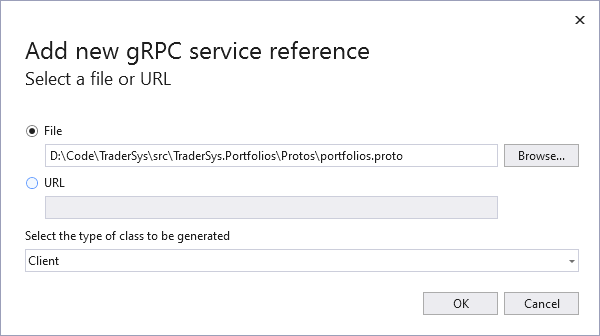 Add new gRPC service reference
Select a file or URL
File
D:\Code\TraderSys\src\TraderSys.Portfolios\Protos\portfolios.proto
Browse...
URL
Select the type of class to be generated
Client
OK
Cancel